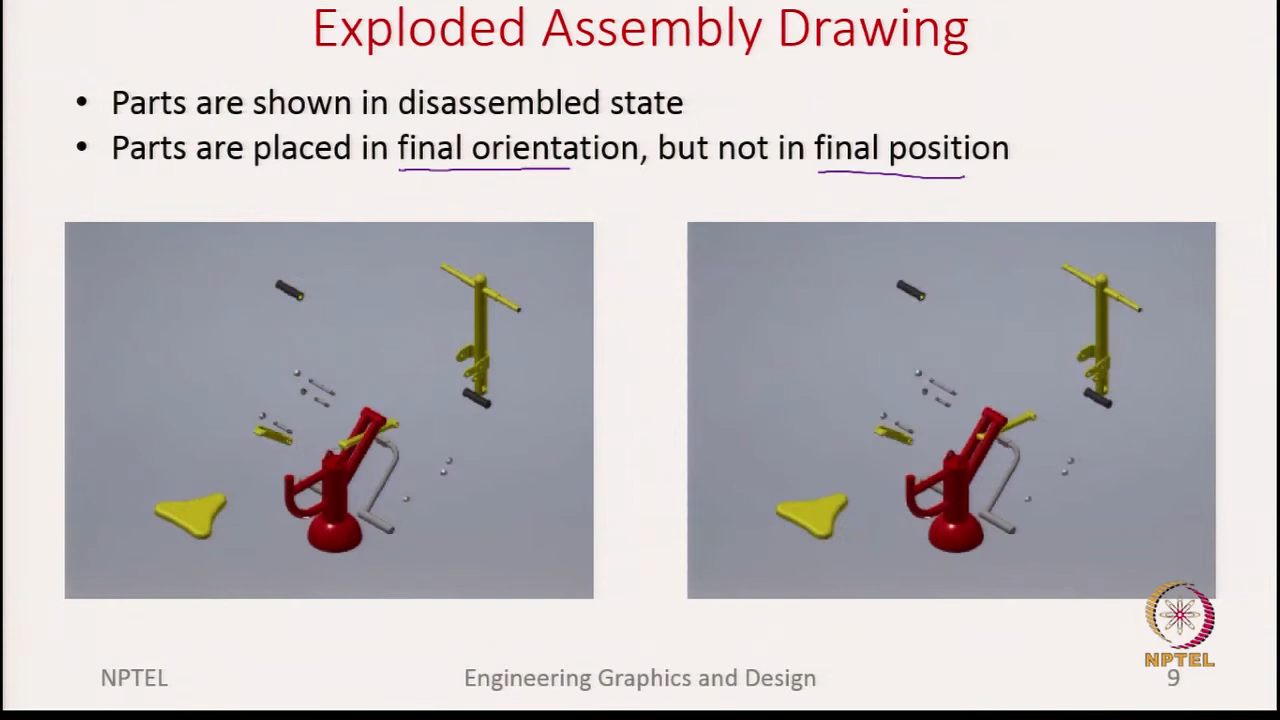 Exploded Assembly Drawing
• Parts are shown in disassembled state
• Parts are placed in final orientation, but not in final position
NPTEL
NPTEL
Engineering Graphics and Design
9